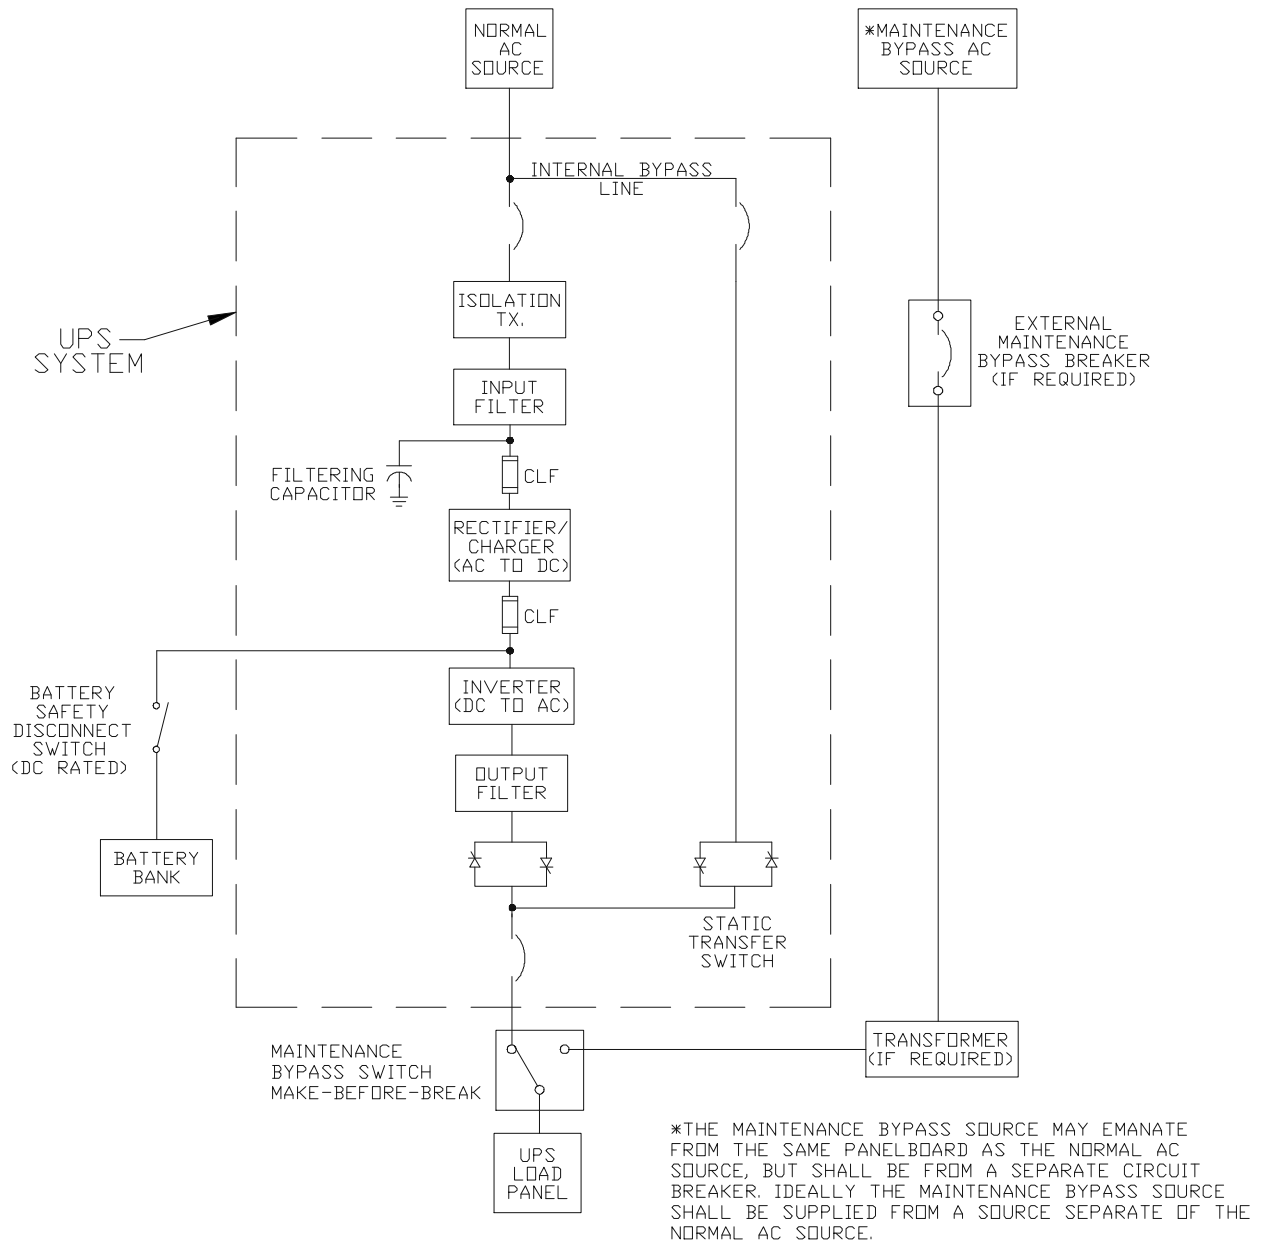 NORMAL
AC
SOURCE
*MAINTENANCE
BYPASS AC
SOURCE
INTERNAL BYPASS
LINE
ISOLATION
TX.
UPS
SYSTEM
EXTERNAL
MAINTENANCE
BYPASS BREAKER
(IF REQUIRED)
INPUT
FILTER
FILTERING
CAPACITOR
CLF
RECTIFIER/
CHARGER
(AC TO DC)
CLF
BATTERY
SAFETY
DISCONNECT
SWITCH
(DC RATED)
INVERTER
(DC TO AC)
OUTPUT
FILTER
BATTERY
BANK
STATIC
TRANSFER
SWITCH
MAINTENANCE
BYPASS SWITCH
MAKE-BEFORE-BREAK
TRANSFORMER
(IF REQUIRED)
UPS
LOAD
PANEL
*THE MAINTENANCE BYPASS SOURCE MAY EMANATE
FROM THE SAME PANELBOARD AS THE NORMAL AC
SOURCE, BUT SHALL BE FROM A SEPARATE CIRCUIT
BREAKER. IDEALLY THE MAINTENANCE BYPASS SOURCE
SHALL BE SUPPLIED FROM A SOURCE SEPARATE OF THE
NORMAL AC SOURCE.